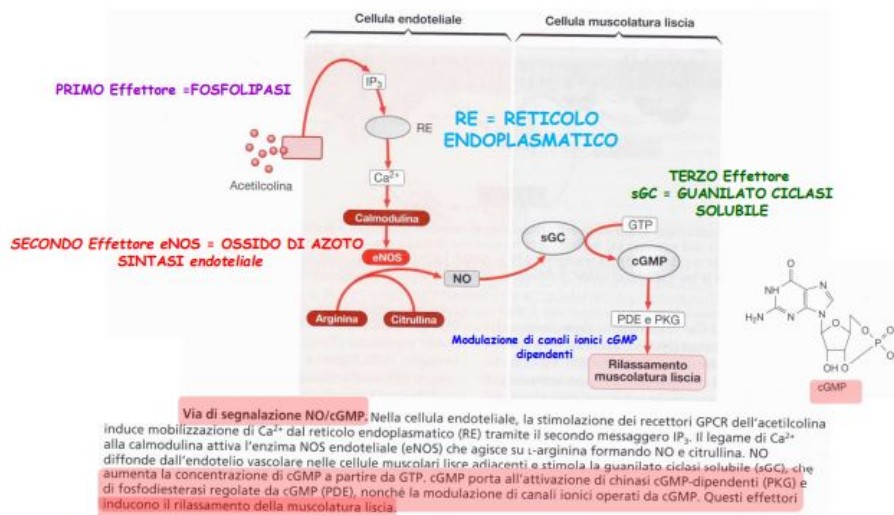 Cellula endoteliale
Cellula muscolatura liscia
PRIMO Effettore =FOSFOLIPASI
IP₃
RE
RE = RETICOLO
ENDOPLASMATICO
Acetilcolina
Ca²⁺
TERZO Effettore
sGC = GUANILATO CICLASI
SOLUBILE
Calmodulina
GTP
sGC
SECONDO Effettore eNOS = OSSIDO DI AZOTO
SINTASI endoteliale
eNOS
cGMP
NO
Arginina
Citrullina
PDE e PKG
Modulazione di canali ionici cGMP
dipendenti
Rilassamento
muscolatura liscia
O
NH
N
N
H₂N
N
N
O
O
O
P
O
OH
O
cGMP
Via di segnalazione NO/cGMP. Nella cellula endoteliale, la stimolazione dei recettori GPCR dell'acetilcolina
induce mobilizzazione di Ca²⁺ dal reticolo endoplasmatico (RE) tramite il secondo messaggero IP₃. Il legame di Ca²⁺
alla calmodulina attiva l'enzima NOS endoteliale (eNOS) che agisce su L-arginina formando NO e citrullina. NO
diffonde dall'endotelio vascolare nelle cellule muscolari lisce adiacenti e stimola la guanilato ciclasi solubile (sGC), che
aumenta la concentrazione di cGMP a partire da GTP. cGMP porta all'attivazione di chinasi cGMP-dipendenti (PKG) e
di fosfodiesterasi regolate da cGMP (PDE), nonché la modulazione di canali ionici operati da cGMP. Questi effettori
inducono il rilassamento della muscolatura liscia.